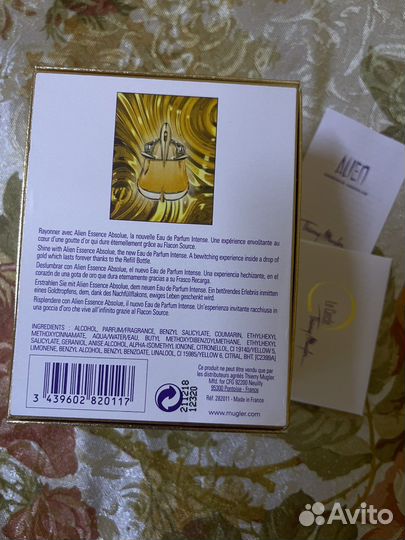 Rayonner avec Alien Essence Absolue, la nouvelle Eau de Parfum Intense. Une expérience envoûtante au
cœur d'une goutte d'or qui dure éternellement grâce au Flacon Source.
Shine with Alien Essence Absolue, the new Eau de Parfum Intense. A bewitching experience inside a drop of
gold which lasts forever thanks to the Refill Bottle.
Deslumbrar con Alien Essence Absolue, el nuevo Eau de Parfum Intense. Una experiencia hechizante, en el
corazón de una gota de oro que dura eternamente gracias a su Frasco Recarga.
Erstrahlen Sie mit Alien Essence Absolue, dem neuen Eau de Parfum Intense. Ein betörendes Erlebnis inmitten
eines Goldtropfens, dem, dank des Nachfüllflakons, ewiges Leben geschenkt wird.
Risplendere con Alien Essence Absolue, il nuovo Eau de Parfum Intense. Un'esperienza stregante racchiusa in
una goccia d'oro che vive all'infinito grazie al Flacon Source.
INGREDIENTS : ALCOHOL, PARFUM/FRAGRANCE, BENZYL SALICYLATE, COUMARIN, ETHYLHEXYL
METHOXYCINNAMATE, AQUA/WATER/EAU, BUTYL METHOXYDIBENZOYLMETHANE, ETHYLHEXYL
SALICYLATE, GERANIOL, ANISE ALCOHOL, ALPHA-ISOMETHYL IONONE, CITRONELLOL, CI 19140/YELLOW 5,
LIMONENE, BENZYL ALCOHOL, BENZYL BENZOATE, LINALOOL, CI 15985/YELLOW 6, CITRAL, BHT. [C2399A]
Ce produit ne peut être vendu que par
les distributeurs agréés Thierry Mugler.
Mfd. for CFG 92200 Neuilly
95300 Pontoise - France
Réf. 282011 - Made in France
www.mugler.com
211218
12320
3 439602 820117
ALIEN
Thierry Mugler
Avito